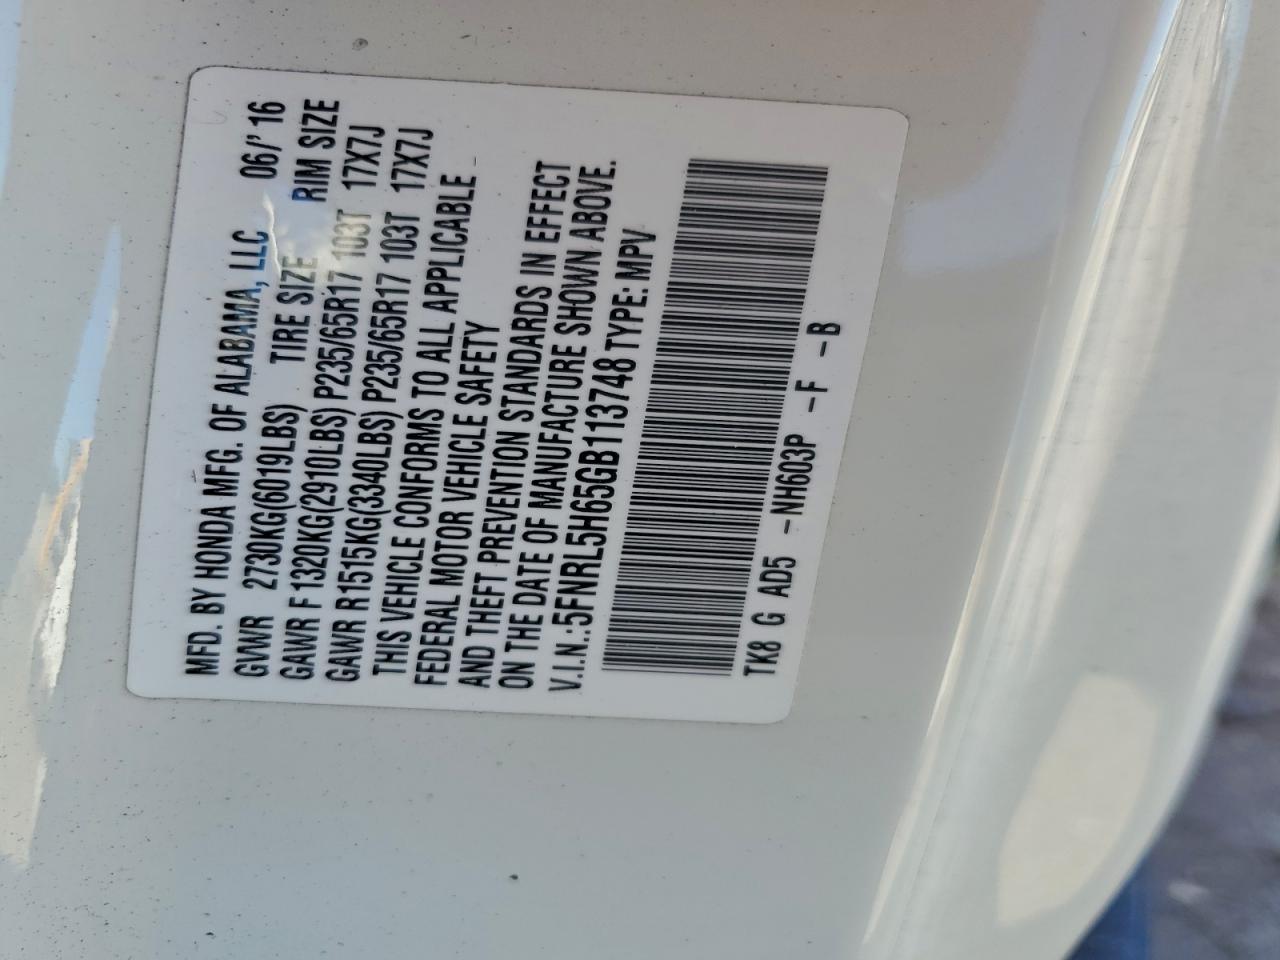 MFD. BY HONDA MFG. OF ALABAMA, LLC 06/'16
GVWR 2730KG(6019LBS) TIRE SIZE RIM SIZE
GAWR F 1320KG(2910LBS) P235/65R17 103T 17X7J
GAWR R 1515KG(3340LBS) P235/65R17 103T 17X7J
THIS VEHICLE CONFORMS TO ALL APPLICABLE
FEDERAL MOTOR VEHICLE SAFETY
AND THEFT PREVENTION STANDARDS IN EFFECT
ON THE DATE OF MANUFACTURE SHOWN ABOVE.
V.I.N.:5FNRL5H65GB113748 TYPE: MPV
TK8 G AD5 -NH603P -F -B